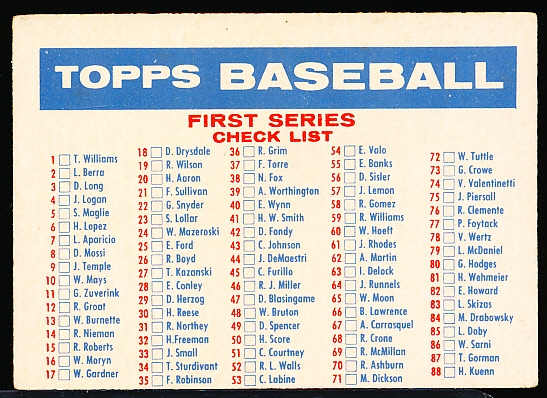 TOPPS BASEBALL
FIRST SERIES
CHECK LIST
1 T. Williams
2 L. Berra
3 D. Long
4 J. Logan
5 S. Maglie
6 H. Lopez
7 L. Aparicio
8 D. Mossi
9 J. Temple
10 W. Mays
11 G. Zuverink
12 R. Groat
13 W. Burnette
14 R. Nieman
15 R. Roberts
16 W. Moryn
17 W. Gardner
18 D. Drysdale
19 R. Wilson
20 H. Aaron
21 F. Sullivan
22 G. Snyder
23 S. Lollar
24 W. Mazeroski
25 E. Ford
26 R. Boyd
27 T. Kazanski
28 E. Conley
29 D. Herzog
30 H. Reese
31 R. Northey
32 H.Freeman
33 J. Small
34 T. Sturdivant
35 F. Robinson
36 R. Grim
37 F. Torre
38 N. Fox
39 A. Worthington
40 E. Wynn
41 H. W. Smith
42 D. Fondy
43 C. Johnson
44 J. DeMaestri
45 C. Furillo
46 R. J. Miller
47 D. Blasingame
48 W. Bruton
49 D. Spencer
50 H. Score
51 C. Courtney
52 R. L. Walls
53 C. Labine
54 E. Valo
55 E. Banks
56 D. Sisler
57 J. Lemon
58 R. Gomez
59 R. Williams
60 W. Hoeft
61 J. Rhodes
62 A. Martin
63 I. Delock
64 J. Runnels
65 W. Moon
66 B. Lawrence
67 A. Carrasquel
68 R. Crone
69 R. McMillan
70 R. Ashburn
71 M. Dickson
72 W. Tuttle
73 G. Crowe
74 V. Valentinetti
75 J. Piersall
76 R. Clemente
77 P. Foytack
78 V. Wertz
79 L. McDaniel
80 G. Hodges
81 H. Wehmeier
82 E. Howard
83 L. Skizas
84 M. Drabowsky
85 L. Doby
86 W. Sarni
87 T. Gorman
88 H. Kuenn